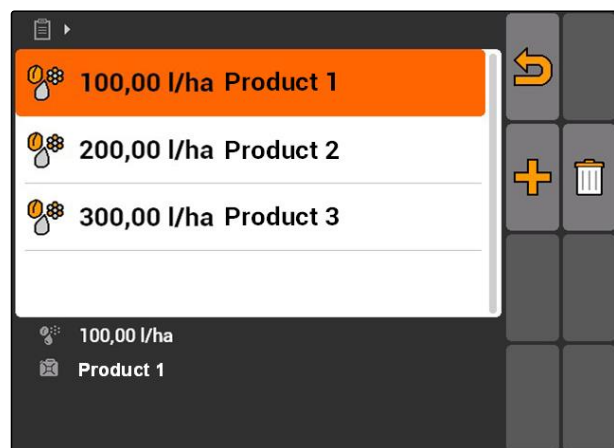 100,00 l/ha Product 1
200,00 l/ha Product 2
300,00 l/ha Product 3
100,00 l/ha
Product 1